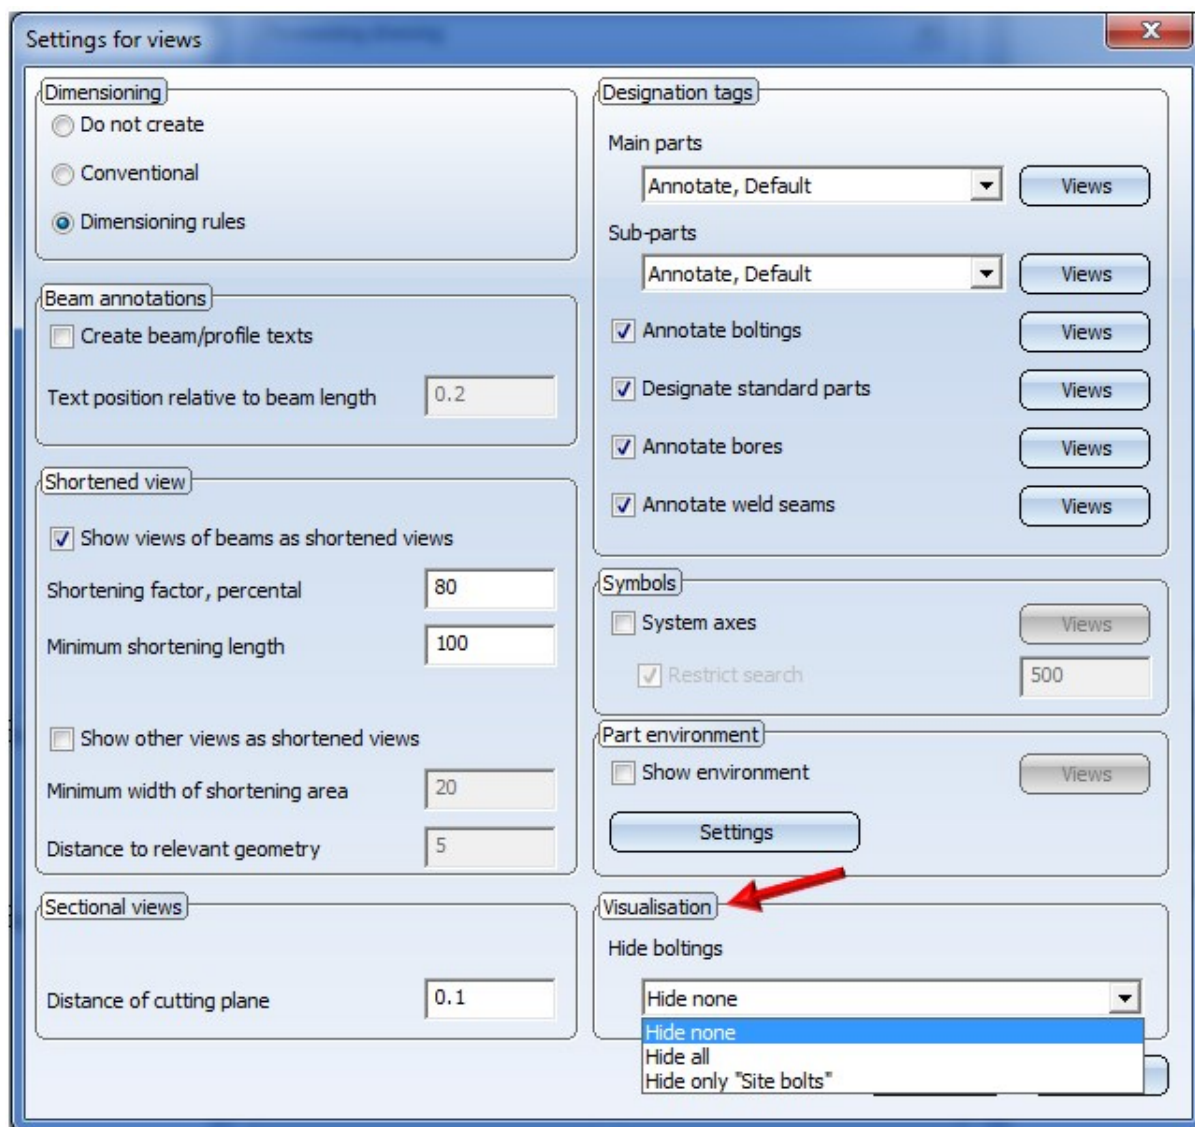 Settings for views
X
Dimensioning
Do not create
Conventional
Dimensioning rules
Beam annotations
Create beam/profile texts
Text position relative to beam length
0.2
Shortened view
Show views of beams as shortened views
Shortening factor, percental
80
Minimum shortening length
100
Show other views as shortened views
Minimum width of shortening area
20
Distance to relevant geometry
5
Sectional views
Distance of cutting plane
0.1
Designation tags
Main parts
Annotate, Default
Views
Sub-parts
Annotate, Default
Views
Annotate boltings
Views
Designate standard parts
Views
Annotate bores
Views
Annotate weld seams
Views
Symbols
System axes
Views
Restrict search
500
Part environment
Show environment
Views
Settings
Visualisation
Hide boltings
Hide none
Hide none
Hide all
Hide only "Site bolts"